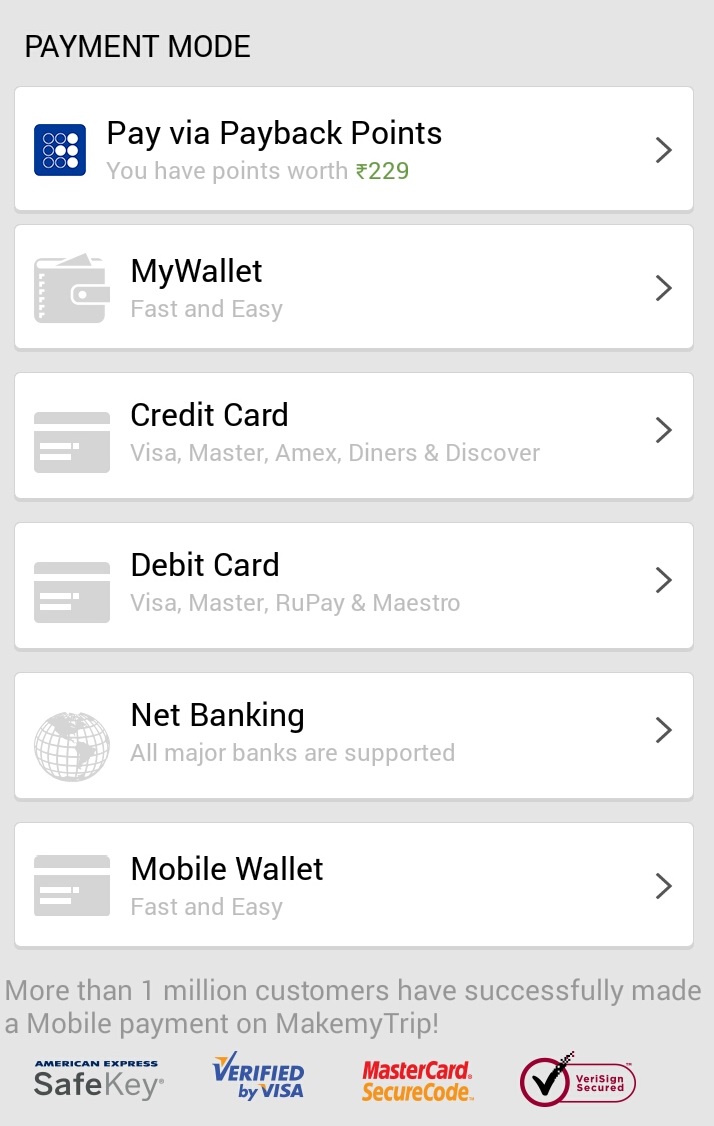 PAYMENT MODE
Pay via Payback Points
You have points worth ₹229
MyWallet
Fast and Easy
Credit Card
Visa, Master, Amex, Diners & Discover
Debit Card
Visa, Master, RuPay & Maestro
Net Banking
All major banks are supported
Mobile Wallet
Fast and Easy
More than 1 million customers have successfully made
a Mobile payment on MakemyTrip!
AMERICAN EXPRESS
SafeKey®
VERIFIED
by VISA
MasterCard®
SecureCode™
VeriSign™
Secured